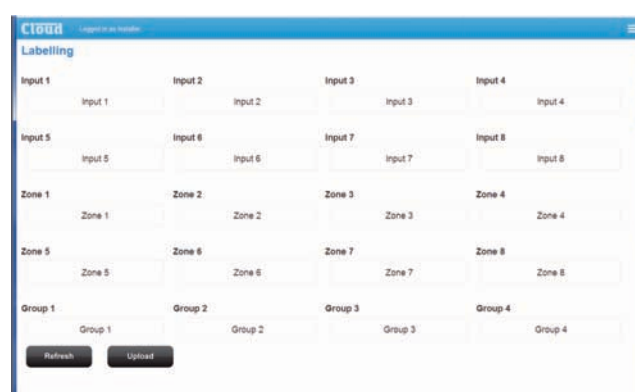 Cloud Logged in as Installer
Labelling
Input 1 Input 2 Input 3 Input 4
Input 1 Input 2 Input 3 Input 4
Input 5 Input 6 Input 7 Input 8
Input 5 Input 6 Input 7 Input 8
Zone 1 Zone 2 Zone 3 Zone 4
Zone 1 Zone 2 Zone 3 Zone 4
Zone 5 Zone 6 Zone 7 Zone 8
Zone 5 Zone 6 Zone 7 Zone 8
Group 1 Group 2 Group 3 Group 4
Group 1 Group 2 Group 3 Group 4
Refresh Upload